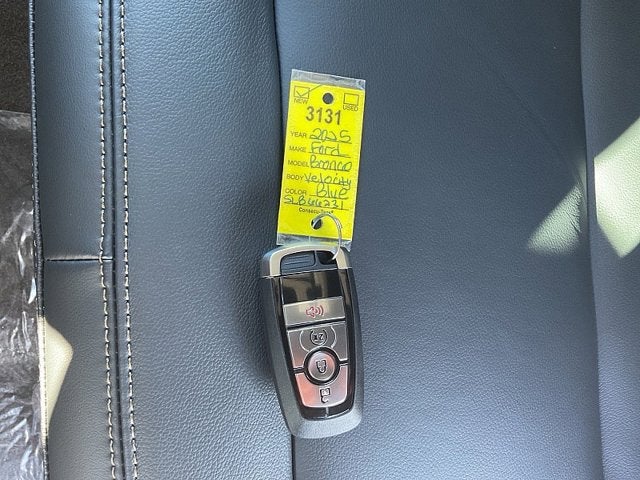 NEW USED
3131
YEAR 2025
MAKE Ford
MODEL Bronco
BODY Velocity
COLOR Blue
SLB66231